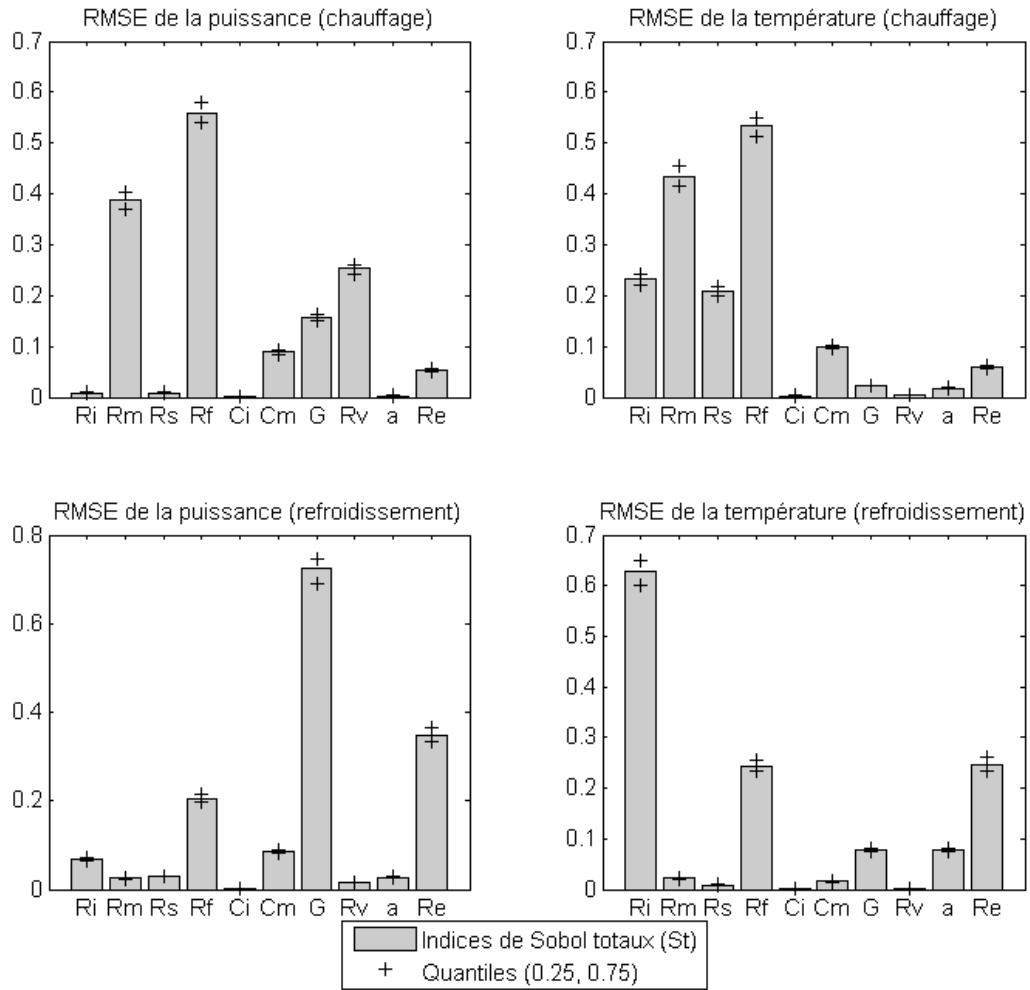 RMSE de la puissance (chauffage)
0.7
0.6
0.5
0.4
0.3
0.2
0.1
0
Ri Rm Rs Rf Ci Cm G Rv a Re
RMSE de la température (chauffage)
0.7
0.6
0.5
0.4
0.3
0.2
0.1
0
Ri Rm Rs Rf Ci Cm G Rv a Re
RMSE de la puissance (refroidissement)
0.8
0.6
0.4
0.2
0
Ri Rm Rs Rf Ci Cm G Rv a Re
RMSE de la température (refroidissement)
0.7
0.6
0.5
0.4
0.3
0.2
0.1
0
Ri Rm Rs Rf Ci Cm G Rv a Re
Indices de Sobol totaux (St)
+ Quantiles (0.25, 0.75)